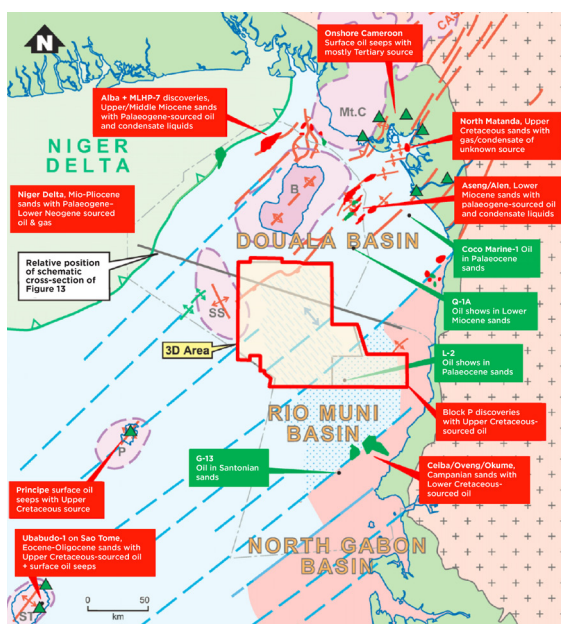 N
Onshore Cameroon
Surface oil seeps with
mostly Tertiary source
CAS
Alba + MLHP-7 discoveries,
Upper/Middle Miocene sands
with Palaeogene-sourced oil
and condensate liquids
Mt.C
North Matanda, Upper
Cretaceous sands with
gas/condensate of
unknown source
NIGER
DELTA
Niger Delta, Mio-Pliocene
sands with Palaeogene-
Lower Neogene sourced
oil & gas
B
Aseng/Alen, Lower
Miocene sands with
palaeogene-sourced oil
and condensate liquids
DOUALA BASIN
Coco Marine-1 Oil
in Palaeocene
sands
Relative position
of schematic
cross-section of
Figure 13
Q-1A
Oil shows in Lower
Miocene sands
SS
3D Area
L-2
Oil shows in
Palaeocene sands
RIO MUNI
BASIN
Block P discoveries
with Upper Cretaceous-
sourced oil
P
G-13
Oil in Santonian
sands
Ceiba/Oveng/Okume,
Campanian sands with
Lower Cretaceous-
sourced oil
Principe surface oil
seeps with Upper
Cretaceous source
Ubabudo-1 on Sao Tome,
Eocene-Oligocene sands with
Upper Cretaceous-sourced oil
+ surface oil seeps
NORTH GABON
BASIN
ST
0 50
km